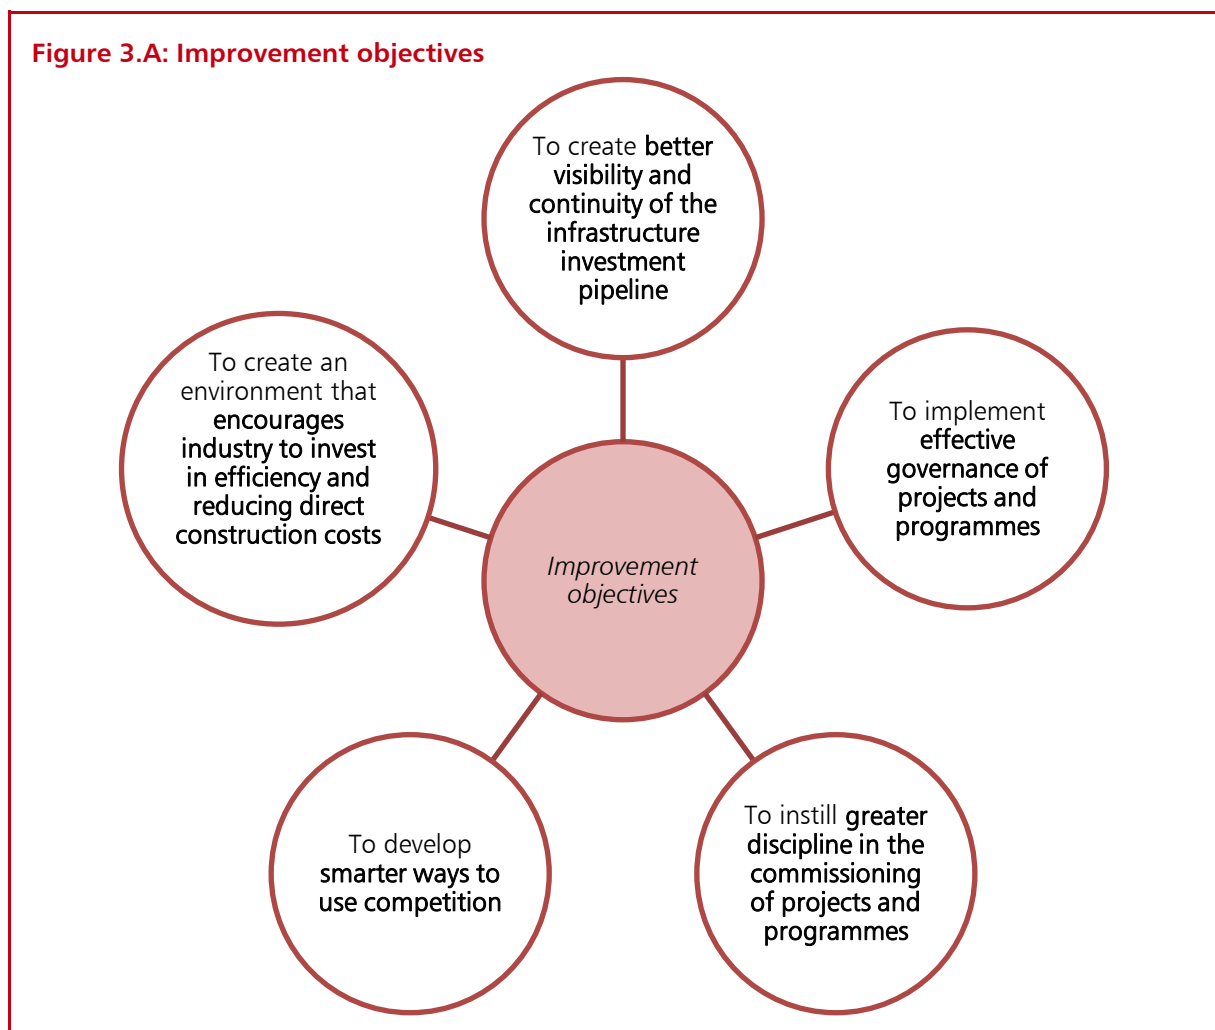 Figure 3.A: Improvement objectives
To create better
visibility and
continuity of the
infrastructure
investment
pipeline
To create an
environment that
encourages
industry to invest
in efficiency and
reducing direct
construction costs
To implement
effective
governance of
projects and
programmes
Improvement
objectives
To develop
smarter ways to
use competition
To instill greater
discipline in the
commissioning
of projects and
programmes